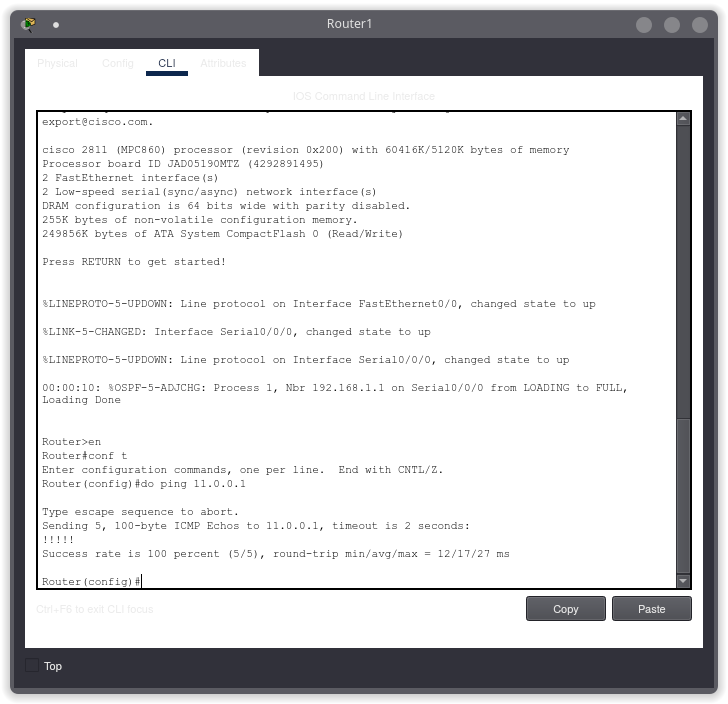 Router1
Physical Config CLI Attributes
IOS Command Line Interface
export@cisco.com.
cisco 2811 (MPC860) processor (revision 0x200) with 60416K/5120K bytes of memory
Processor board ID JAD05190MTZ (4292891495)
2 FastEthernet interface(s)
2 Low-speed serial(sync/async) network interface(s)
DRAM configuration is 64 bits wide with parity disabled.
255K bytes of non-volatile configuration memory.
249856K bytes of ATA System CompactFlash 0 (Read/Write)
Press RETURN to get started!
%LINEPROTO-5-UPDOWN: Line protocol on Interface FastEthernet0/0, changed state to up
%LINK-5-CHANGED: Interface Serial0/0/0, changed state to up
%LINEPROTO-5-UPDOWN: Line protocol on Interface Serial0/0/0, changed state to up
00:00:10: %OSPF-5-ADJCHG: Process 1, Nbr 192.168.1.1 on Serial0/0/0 from LOADING to FULL,
Loading Done
Router>en
Router#conf t
Enter configuration commands, one per line.  End with CNTL/Z.
Router(config)#do ping 11.0.0.1
Type escape sequence to abort.
Sending 5, 100-byte ICMP Echos to 11.0.0.1, timeout is 2 seconds:
!!!!!
Success rate is 100 percent (5/5), round-trip min/avg/max = 12/17/27 ms
Router(config)#
Ctrl+F6 to exit CLI focus
Copy Paste
Top